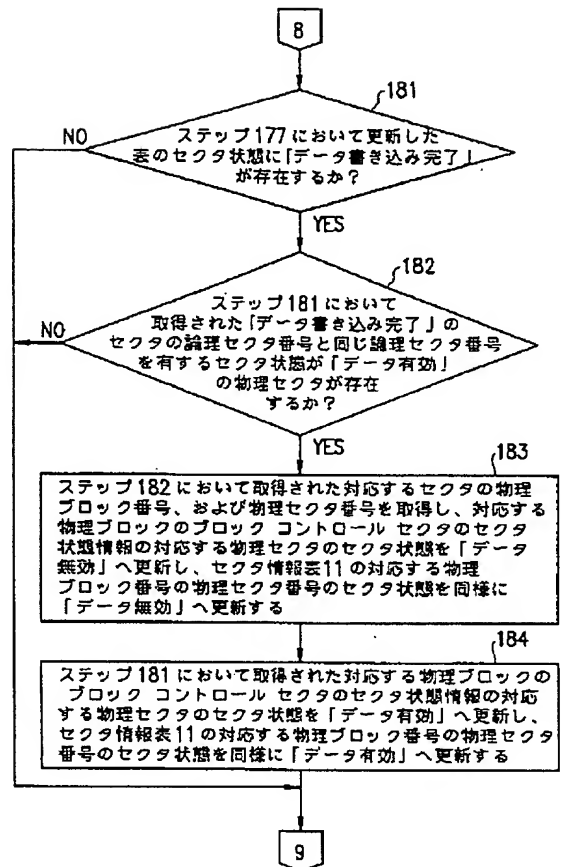 8
181
ステップ177において更新した
表のセクタ状態に「データ書き込み完了」
が存在するか?
NO
YES
182
ステップ181において
取得された「データ書き込み完了」の
セクタの論理セクタ番号と同じ論理セクタ番号
を有するセクタ状態が「データ有効」
の物理セクタが存在
するか?
NO
YES
183
ステップ182において取得された対応するセクタの物理
ブロック番号、および物理セクタ番号を取得し、対応する
物理ブロックのブロック コントロール セクタのセクタ
状態情報の対応する物理セクタのセクタ状態を「データ
無効」へ更新し、セクタ情報表11の対応する物理
ブロック番号の物理セクタ番号のセクタ状態を同様に
「データ無効」へ更新する
184
ステップ181において取得された対応する物理ブロックの
ブロック コントロール セクタのセクタ状態情報の対応
する物理セクタのセクタ状態を「データ有効」へ更新し、
セクタ情報表11の対応する物理ブロック番号の物理セクタ
番号のセクタ状態を同様に「データ有効」へ更新する
9